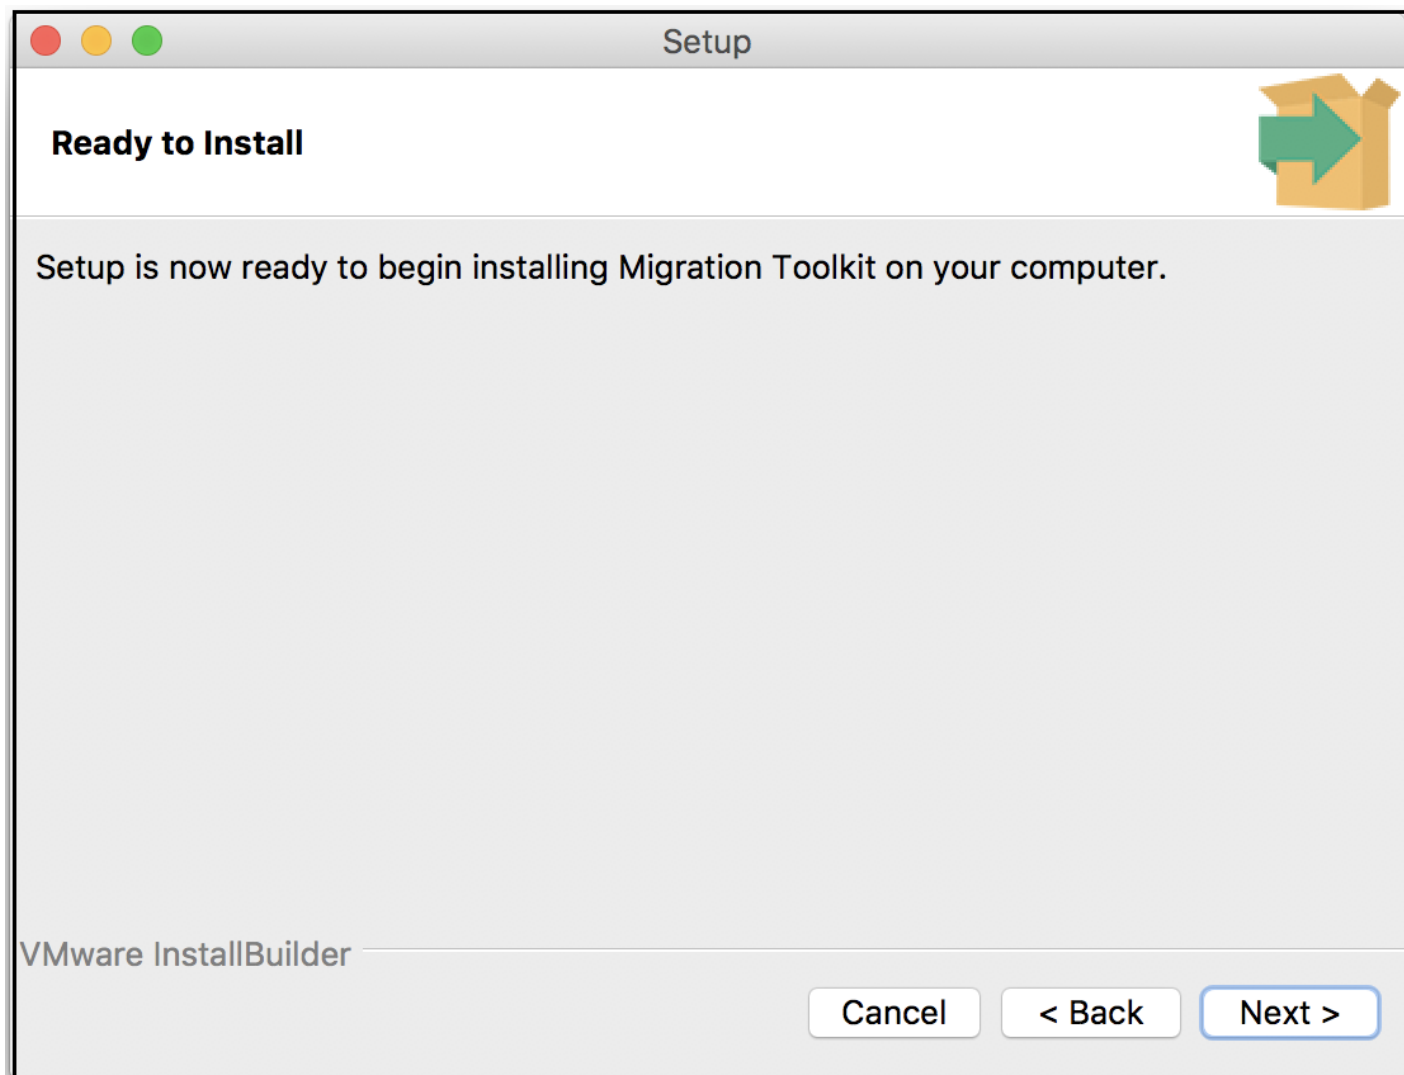 Setup
Ready to Install
Setup is now ready to begin installing Migration Toolkit on your computer.
VMware InstallBuilder
Cancel
< Back
Next >